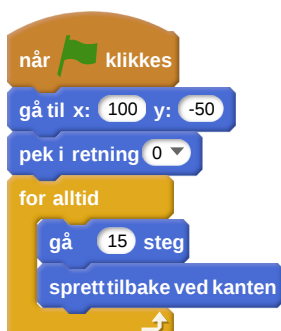 når klikkes
gå til x: 100 y: -50
pek i retning 0
for alltid
gå 15 steg
sprett tilbake ved kanten